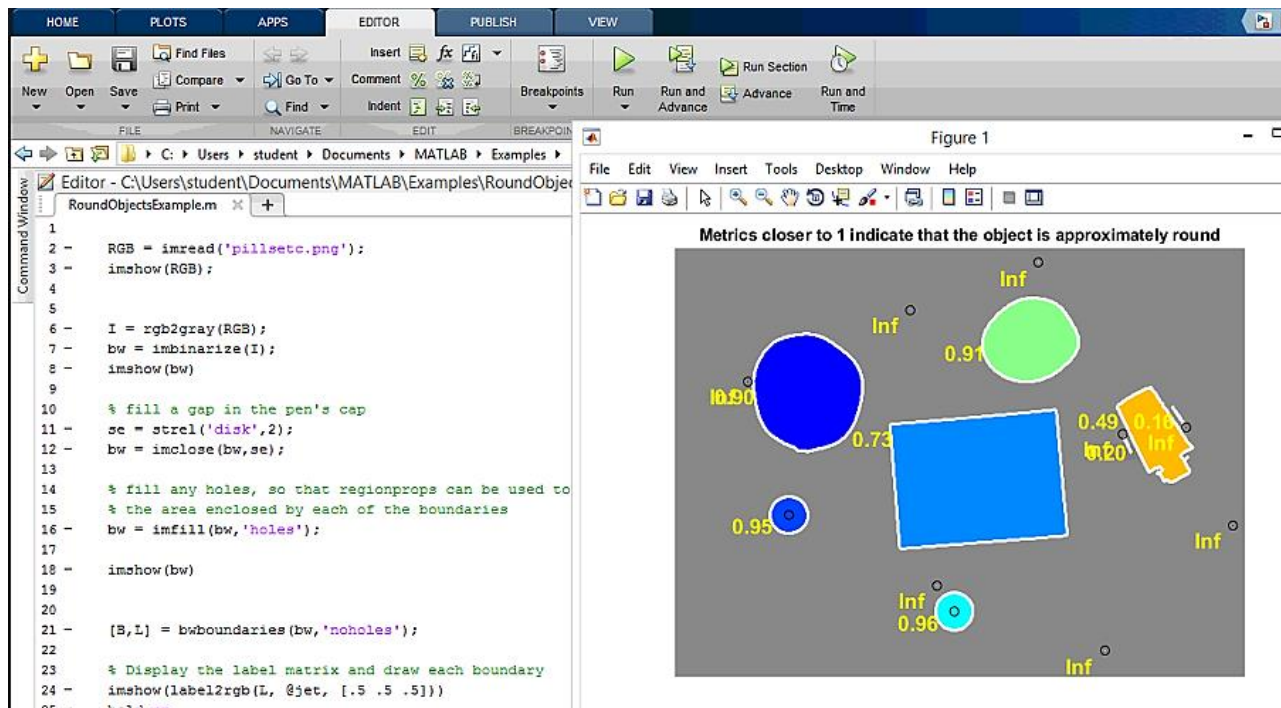 HOME PLOTS APPS EDITOR PUBLISH VIEW
Find Files
Insert fx
Compare
Go To
Comment
Run Section
New Open Save
Breakpoints
Run
Run and Advance
Advance
Run and Time
Print
Find
Indent
FILE NAVIGATE EDIT BREAKPOIN
C: Users student Documents MATLAB Examples
Command Window
Editor - C:\Users\student\Documents\MATLAB\Examples\RoundObjec
RoundObjectsExample.m
1
2 - RGB = imread('pillsetc.png');
3 - imshow(RGB);
4
5
6 - I = rgb2gray(RGB);
7 - bw = imbinarize(I);
8 - imshow(bw)
9
10 % fill a gap in the pen's cap
11 - se = strel('disk',2);
12 - bw = imclose(bw,se);
13
14 % fill any holes, so that regionprops can be used to
15 % the area enclosed by each of the boundaries
16 - bw = imfill(bw,'holes');
17
18 - imshow(bw)
19
20
21 - [B,L] = bwboundaries(bw,'noholes');
22
23 % Display the label matrix and draw each boundary
24 - imshow(label2rgb(L, @jet, [.5 .5 .5]))
Figure 1
File Edit View Insert Tools Desktop Window Help
Metrics closer to 1 indicate that the object is approximately round
Inf
Inf
0.91
0.90
0.49 0.16
0.73
Inf
0.20
0.95
Inf
Inf
0.96
Inf